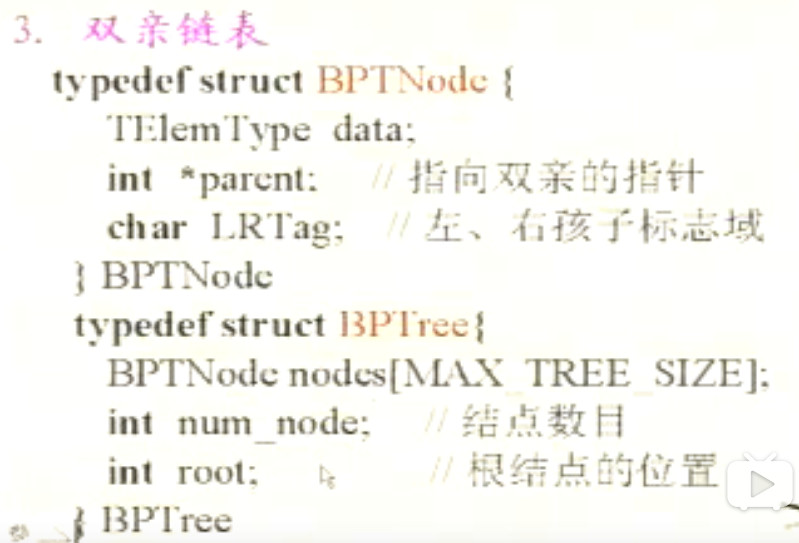 3. 双亲链表
typedef struct BPTNode {
TElemType data;
int *parent; // 指向双亲的指针
char LRTag; // 左、右孩子标志域
} BPTNode
typedef struct BPTree{
BPTNode nodes[MAX_TREE_SIZE];
int num_node; // 结点数目
int root; // 根结点的位置
} BPTree